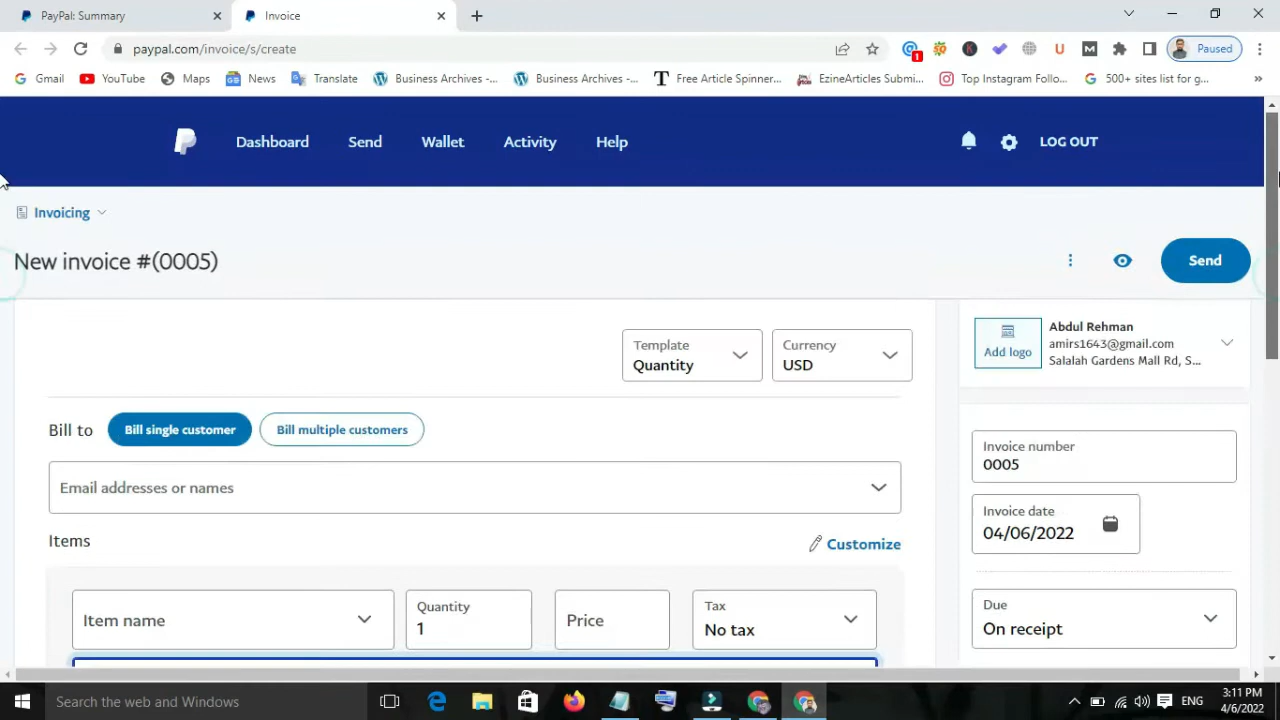 PayPal: Summary
Invoice
paypal.com/invoice/s/create
1
K
U
M
Paused
Gmail
YouTube
Maps
News
Translate
Business Archives -...
Business Archives -...
Free Article Spinner...
EzineArticles Submi...
Top Instagram Follo...
500+ sites list for g...
Dashboard
Send
Wallet
Activity
Help
LOG OUT
Invoicing
New invoice #(0005)
Send
Template
Quantity
Currency
USD
Add logo
Abdul Rehman
amirs1643@gmail.com
Salalah Gardens Mall Rd, S...
Bill to
Bill single customer
Bill multiple customers
Email addresses or names
Invoice number
0005
Invoice date
04/06/2022
Items
Customize
Item name
Quantity
1
Price
Tax
No tax
Due
On receipt
Search the web and Windows
ENG
3:11 PM
4/6/2022